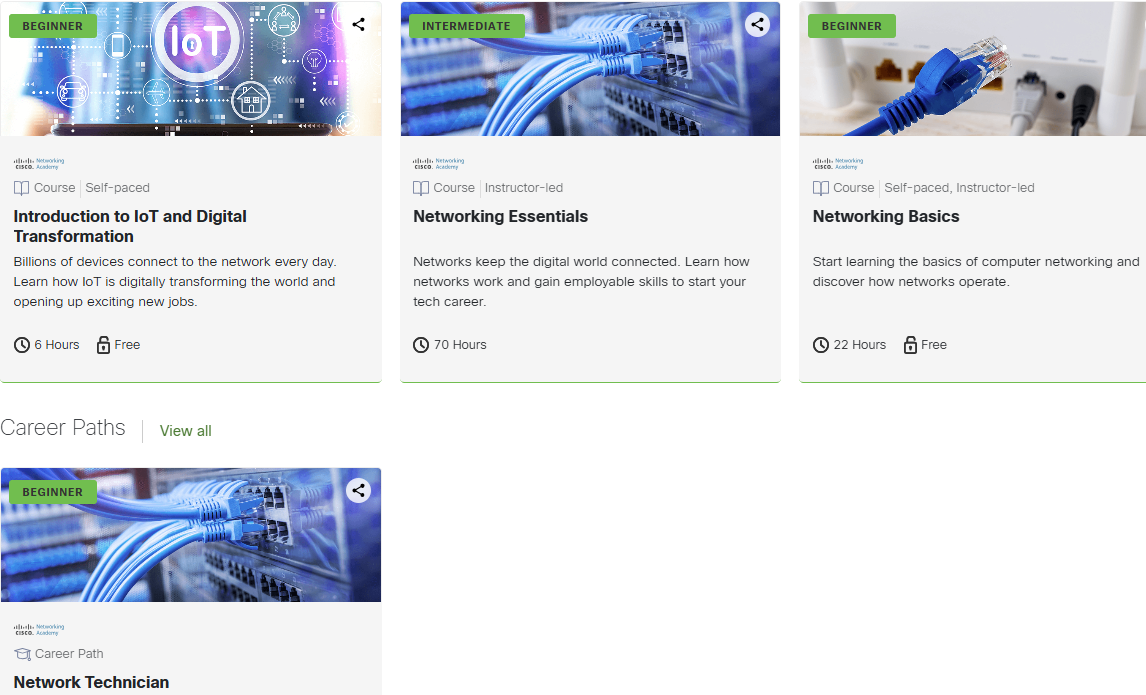 BEGINNER
IoT
CISCO. Networking Academy
Course
Self-paced
Introduction to IoT and Digital
Transformation
Billions of devices connect to the network every day.
Learn how IoT is digitally transforming the world and
opening up exciting new jobs.
6 Hours
Free
INTERMEDIATE
CISCO. Networking Academy
Course
Instructor-led
Networking Essentials
Networks keep the digital world connected. Learn how
networks work and gain employable skills to start your
tech career.
70 Hours
BEGINNER
CISCO. Networking Academy
Course
Self-paced, Instructor-led
Networking Basics
Start learning the basics of computer networking and
discover how networks operate.
22 Hours
Free
Career Paths
View all
BEGINNER
CISCO. Networking Academy
Career Path
Network Technician